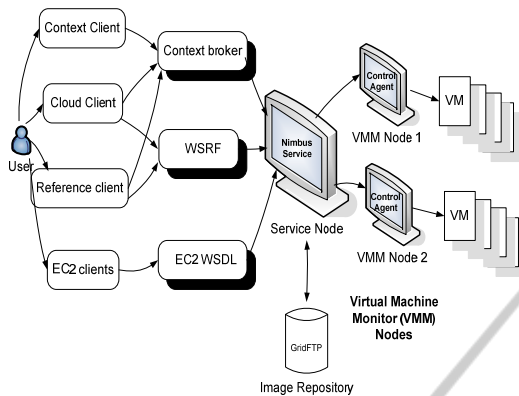 Context Client
Context broker
Control
Agent
VM
VMM Node 1
Cloud Client
Nimbus
Service
WSRF
User
Reference client
Control
Agent
VM
Service Node
VMM Node 2
EC2 clients
EC2 WSDL
Virtual Machine
Monitor (VMM)
Nodes
GridFTP
Image Repository